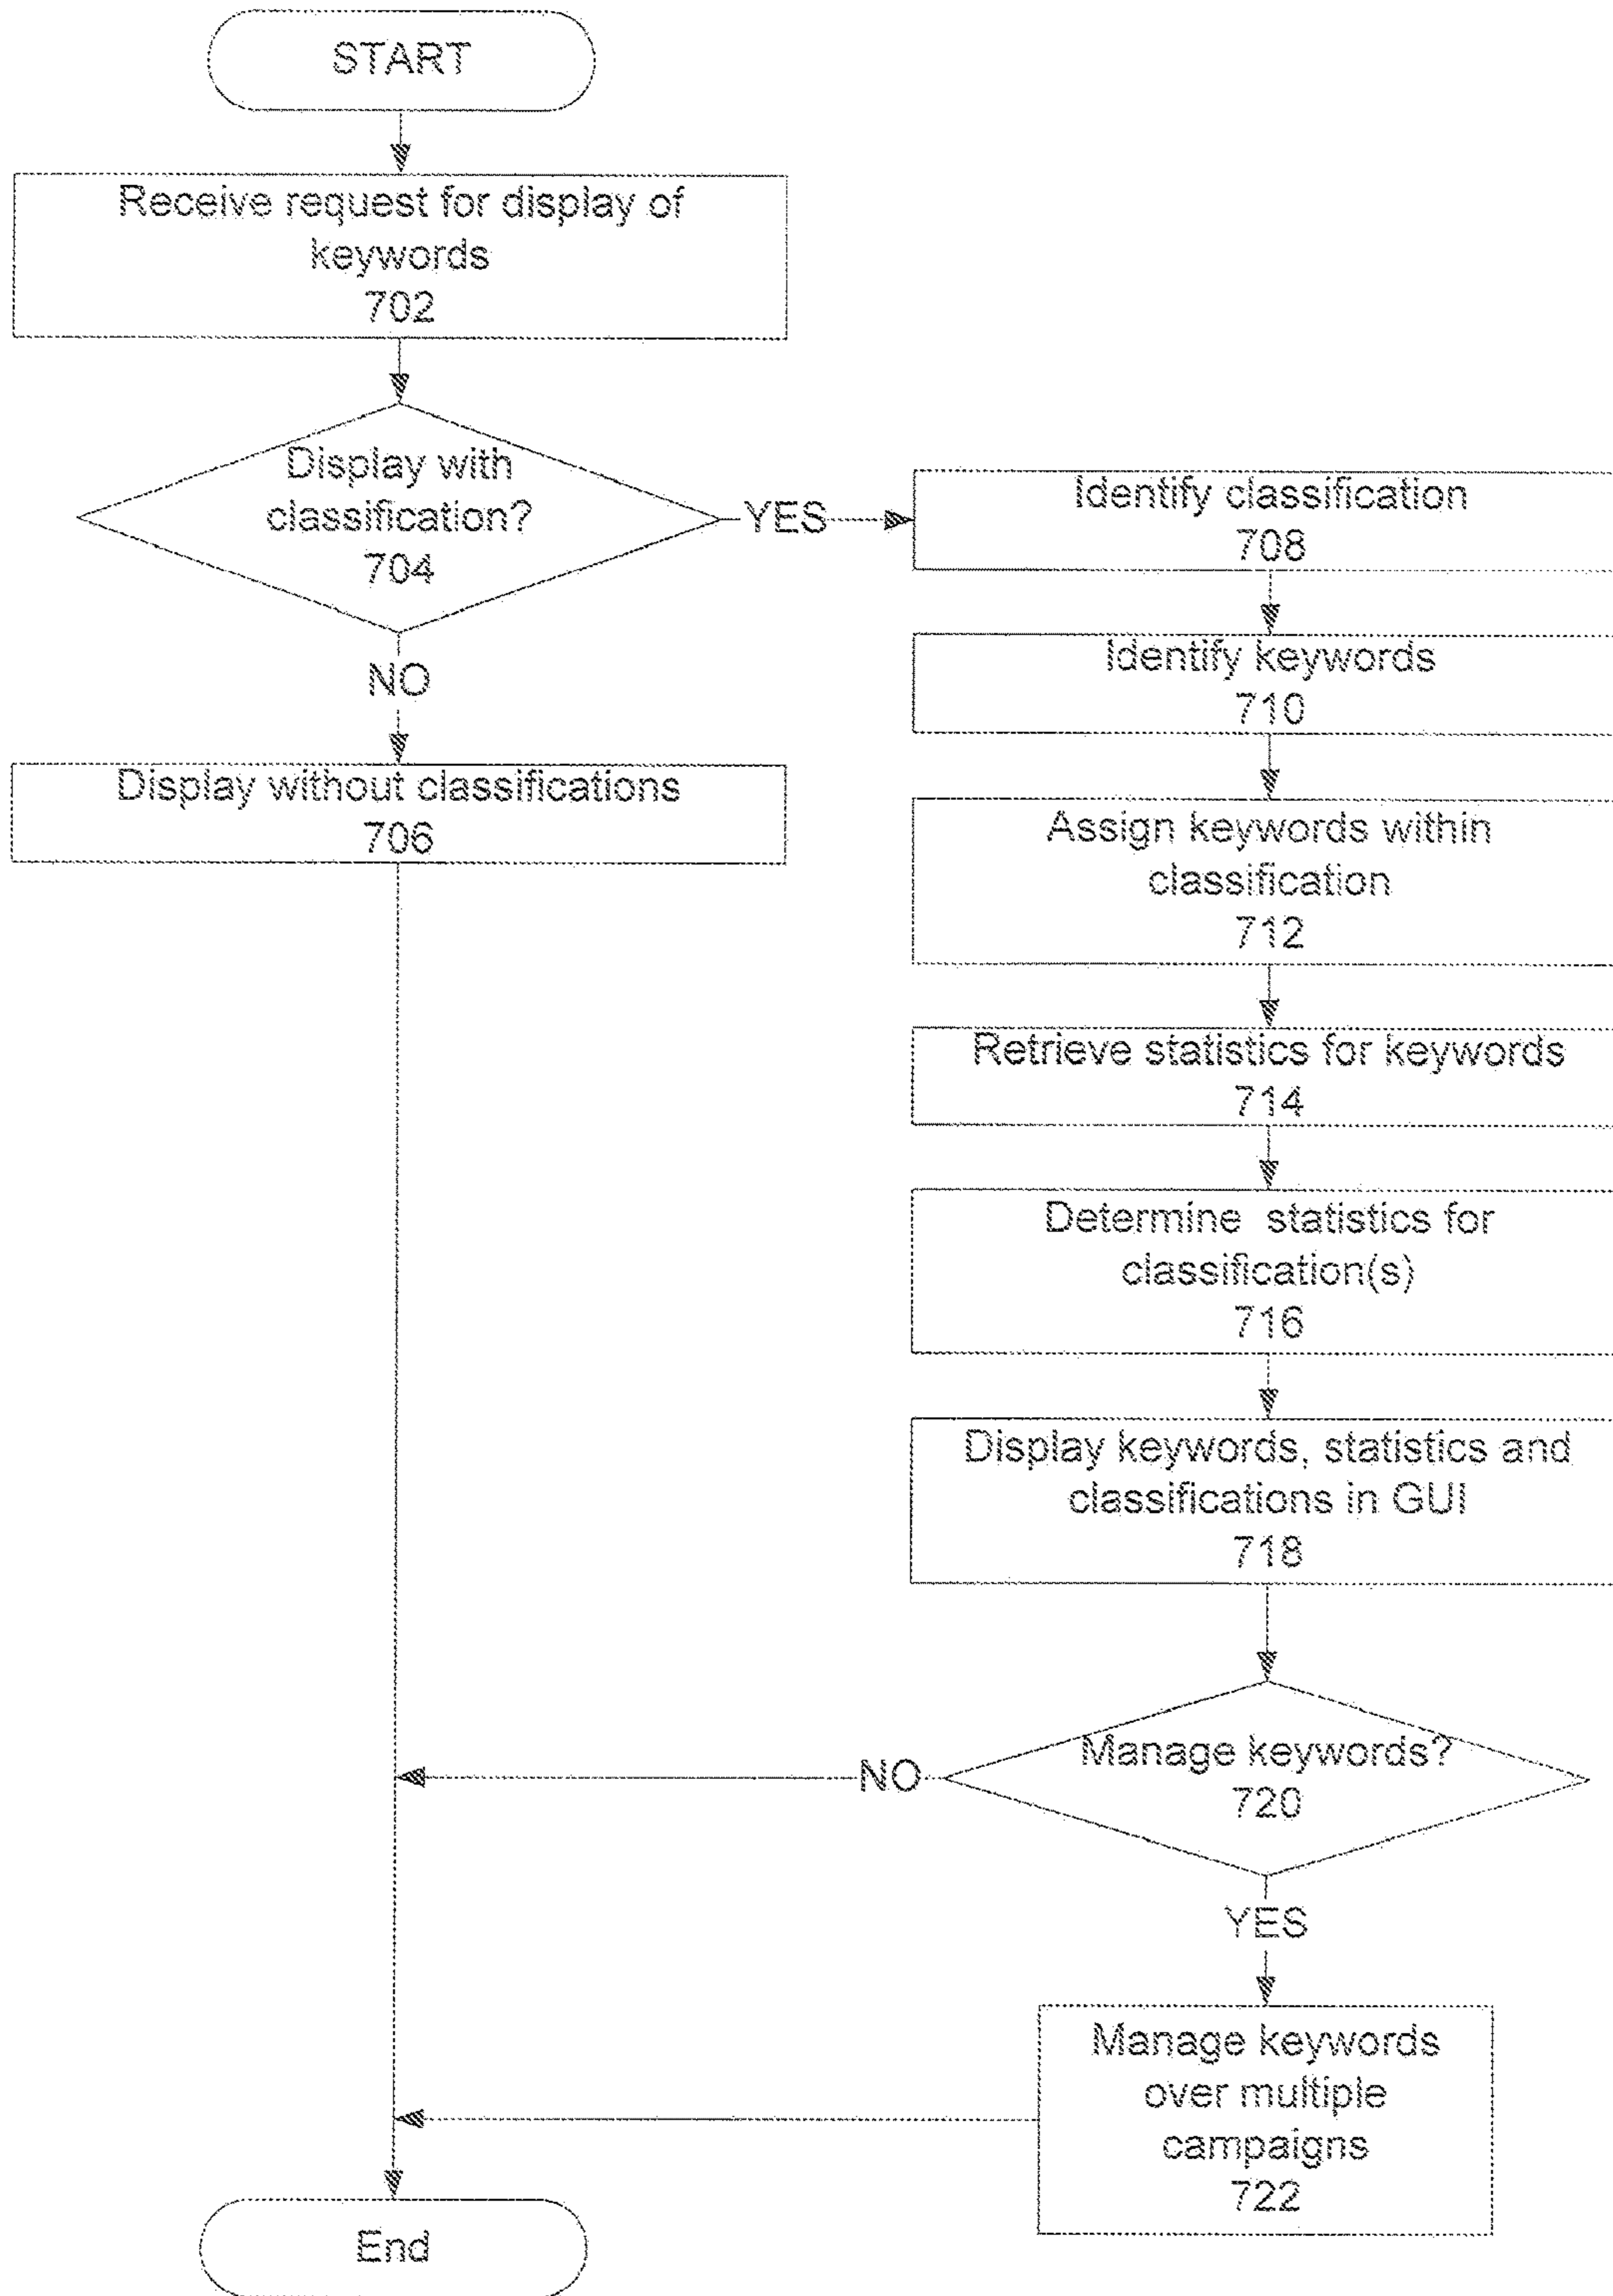 START
Receive request for display of
keywords
702
Display with
classification?
704
YES
NO
Display without classifications
706
Identify classification
708
Identify keywords
710
Assign keywords within
classification
712
Retrieve statistics for keywords
714
Determine statistics for
classification(s)
716
Display keywords, statistics and
classifications in GUI
718
Manage keywords?
720
NO
YES
Manage keywords
over multiple
campaigns
722
End